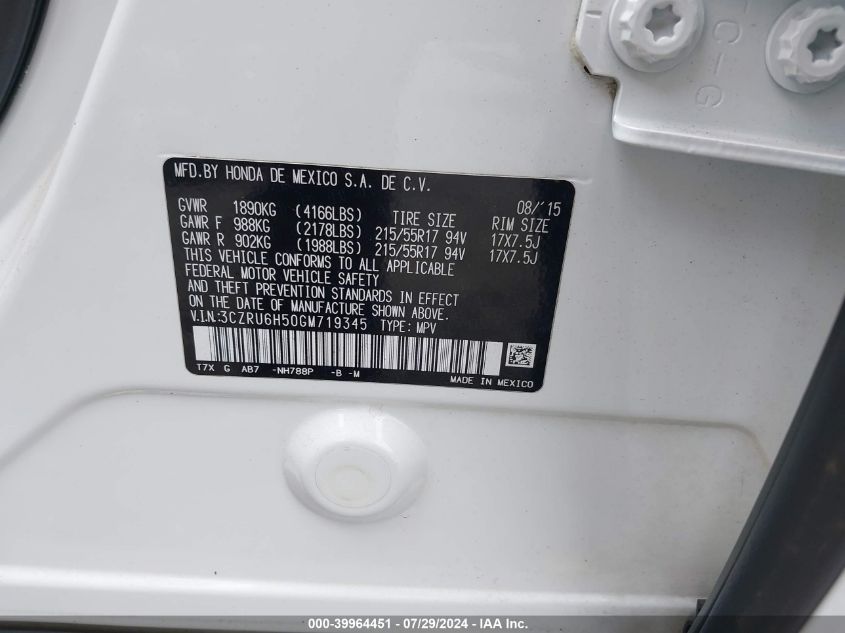 MFD.BY HONDA DE MEXICO S.A. DE C.V.
08/'15
GVWR 1890KG (4166LBS) TIRE SIZE RIM SIZE
GAWR F 988KG (2178LBS) 215/55R17 94V 17X7.5J
GAWR R 902KG (1988LBS) 215/55R17 94V 17X7.5J
THIS VEHICLE CONFORMS TO ALL APPLICABLE
FEDERAL MOTOR VEHICLE SAFETY
AND THEFT PREVENTION STANDARDS IN EFFECT
ON DATE OF MANUFACTURE SHOWN ABOVE.
V.I.N:3CZRU6H50GM719345 TYPE: MPV
T7X G AB7 -NH788P -B -M
MADE IN MEXICO
000-39964451 - 07/29/2024 - IAA Inc.